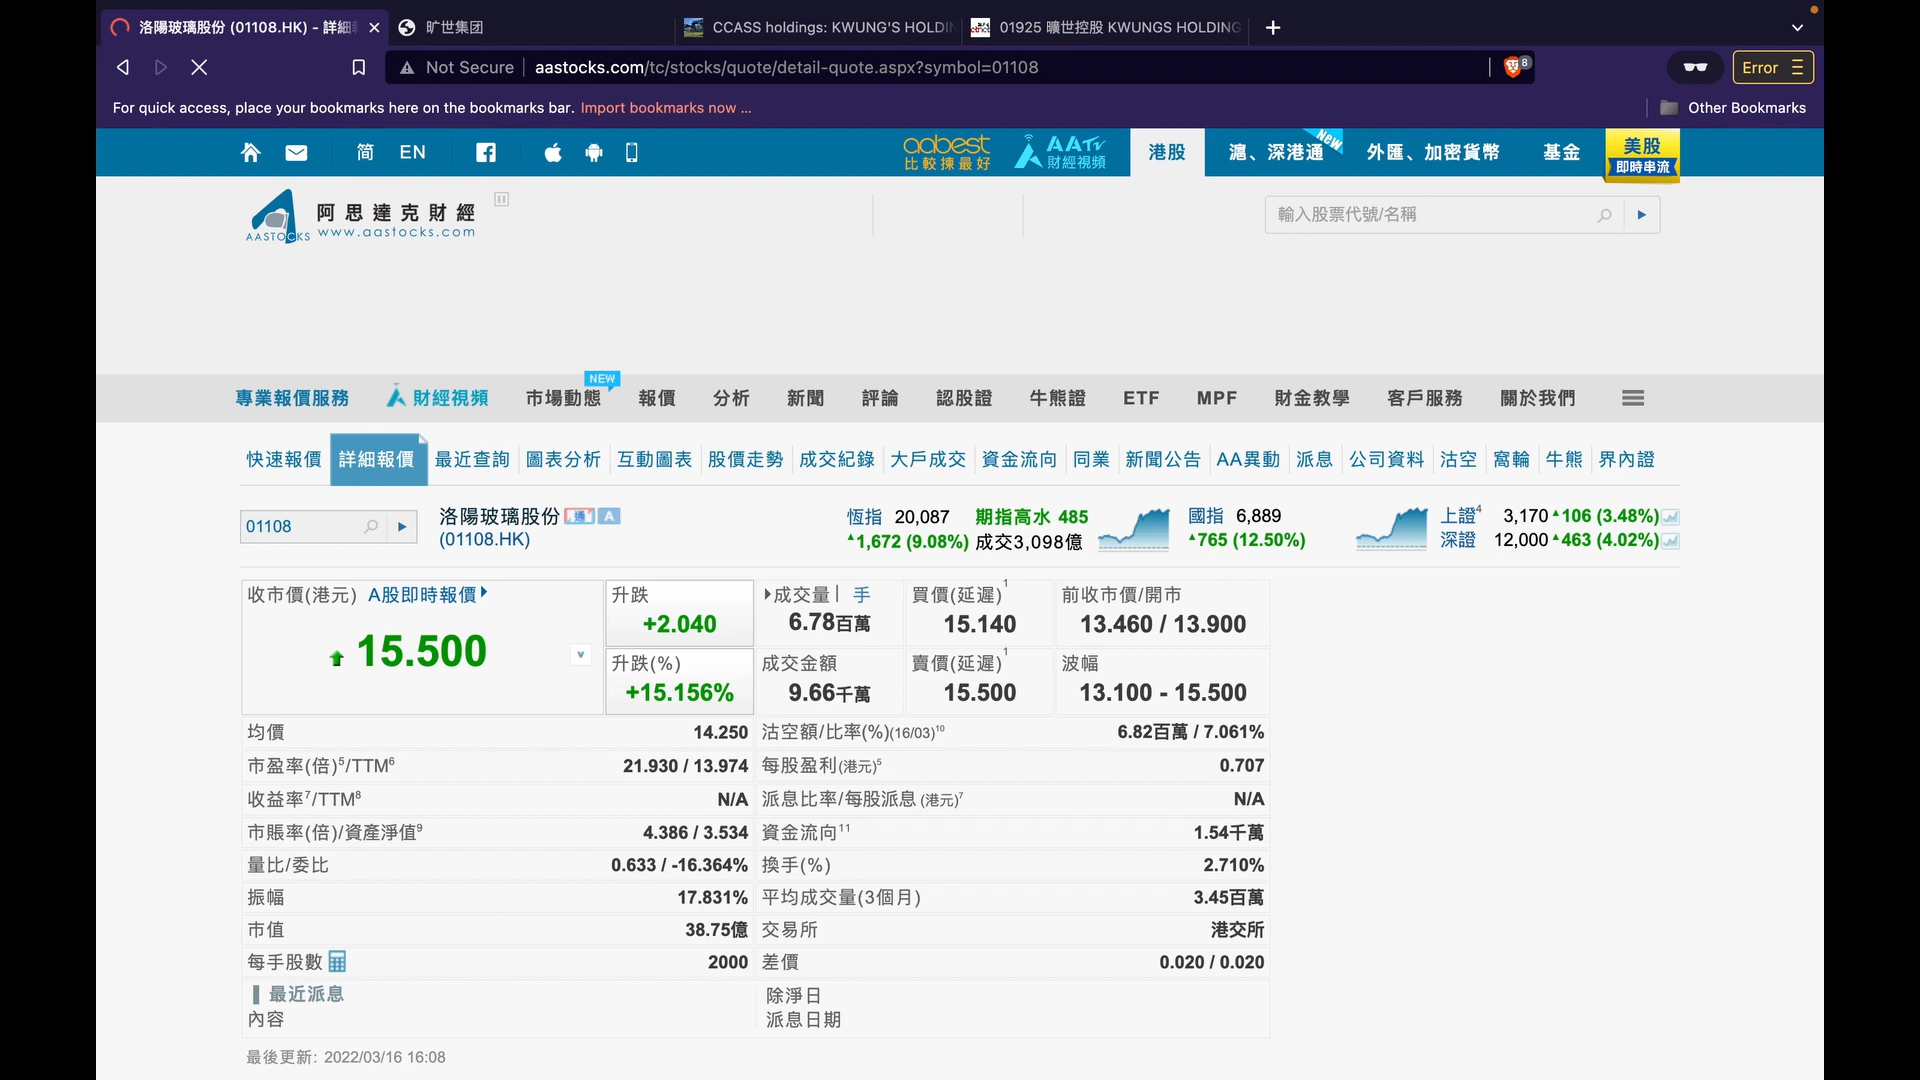 洛陽玻璃股份 (01108.HK) - 詳細
旷世集团
CCASS holdings: KWUNG'S HOLDIN
01925 曠世控股 KWUNGS HOLDING
Not Secure
aastocks.com/tc/stocks/quote/detail-quote.aspx?symbol=01108
8
Error
For quick access, place your bookmarks here on the bookmarks bar. Import bookmarks now ...
Other Bookmarks
简
EN
aabest
比較揀最好
AATV
財經視頻
港股
滬、深港通
New
外匯、加密貨幣
基金
美股
即時串流
AASTOCKS
阿思達克財經
www.aastocks.com
輸入股票代號/名稱
專業報價服務
財經視頻
市場動態
NEW
報價
分析
新聞
評論
認股證
牛熊證
ETF
MPF
財金教學
客戶服務
關於我們
快速報價
詳細報價
最近查詢
圖表分析
互動圖表
股價走勢
成交紀錄
大戶成交
資金流向
同業
新聞公告
AA異動
派息
公司資料
沽空
窩輪
牛熊
界內證
01108
洛陽玻璃股份 通 A
(01108.HK)
恆指 20,087 期指高水 485
1,672 (9.08%) 成交3,098億
國指 6,889
765 (12.50%)
上證4 3,170 106 (3.48%)
深證 12,000 463 (4.02%)
收市價(港元) A股即時報價
15.500
升跌
+2.040
升跌(%)
+15.156%
成交量 | 手
6.78百萬
成交金額
9.66千萬
買價(延遲)1
15.140
賣價(延遲)1
15.500
前收市價/開市
13.460 / 13.900
波幅
13.100 - 15.500
均價 14.250 沽空額/比率(%)(16/03)10 6.82百萬 / 7.061%
市盈率(倍)5/TTM6 21.930 / 13.974 每股盈利(港元)5 0.707
收益率7/TTM8 N/A 派息比率/每股派息 (港元)7 N/A
市賬率(倍)/資產淨值9 4.386 / 3.534 資金流向11 1.54千萬
量比/委比 0.633 / -16.364% 換手(%) 2.710%
振幅 17.831% 平均成交量(3個月) 3.45百萬
市值 38.75億 交易所 港交所
每手股數 2000 差價 0.020 / 0.020
最近派息
內容
除淨日
派息日期
最後更新: 2022/03/16 16:08